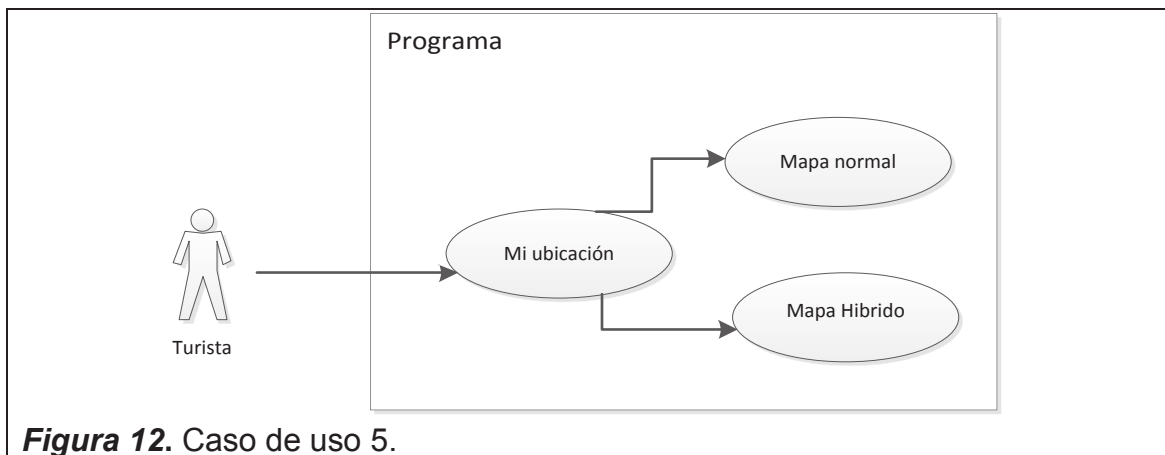 Programa
Mapa normal
Mi ubicación
Mapa Hibrido
Turista
Figura 12. Caso de uso 5.